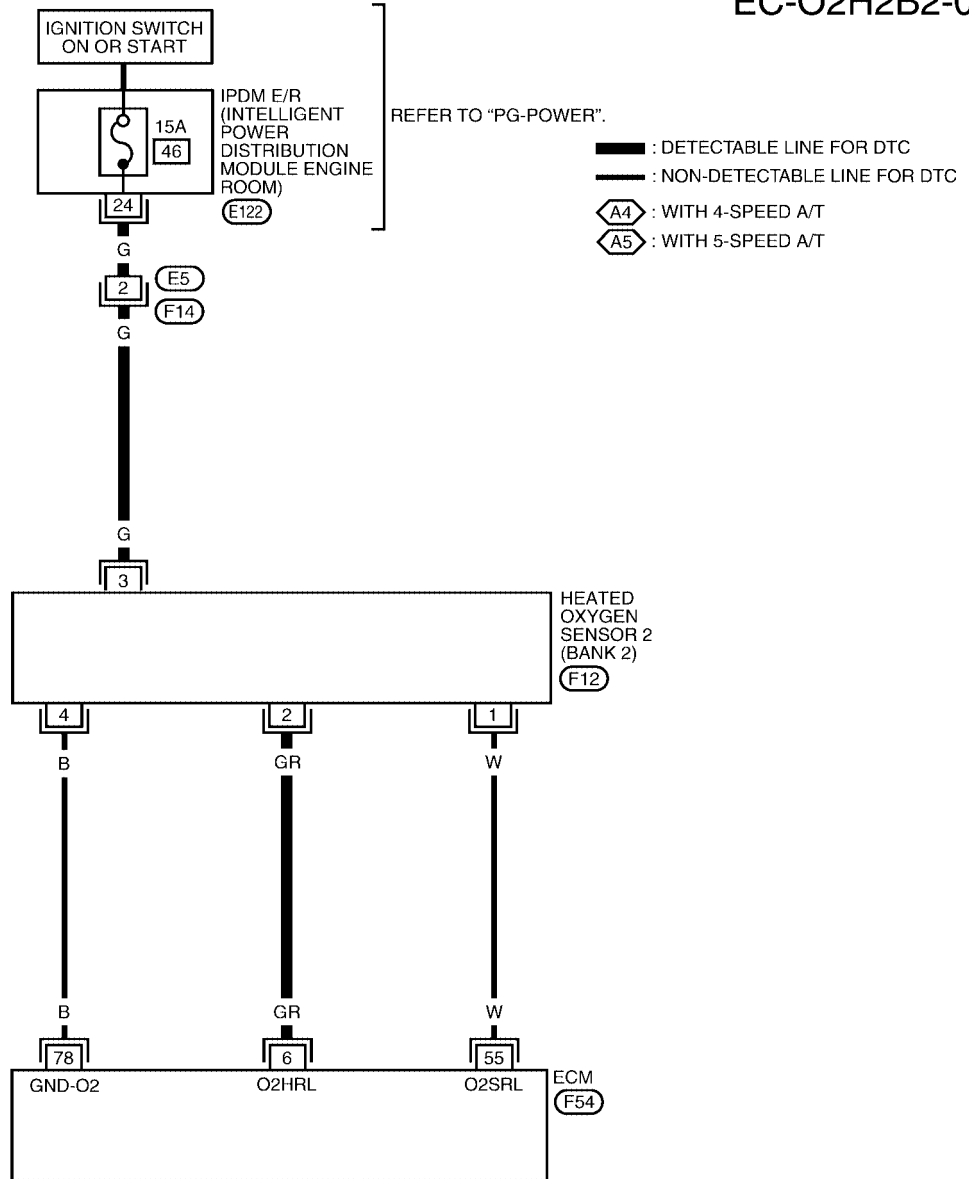 EC-O2H2B2-0
IGNITION SWITCH
ON OR START
IPDM E/R
(INTELLIGENT
POWER
DISTRIBUTION
MODULE ENGINE
ROOM)
E122
15A
46
24
REFER TO “PG-POWER”.
: DETECTABLE LINE FOR DTC
: NON-DETECTABLE LINE FOR DTC
A4 : WITH 4-SPEED A/T
A5 : WITH 5-SPEED A/T
G
2
E5
F14
G
G
3
HEATED
OXYGEN
SENSOR 2
(BANK 2)
F12
4 2 1
B GR W
B GR W
78 6 55
GND-O2 O2HRL O2SRL
ECM
F54